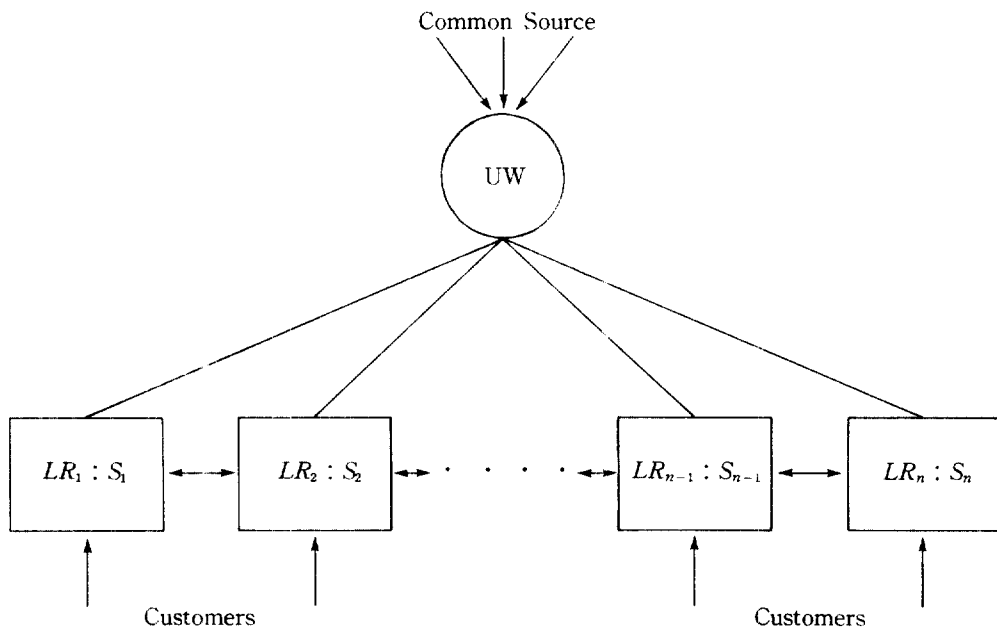 Common Source
UW
LR₁ : S₁
LR₂ : S₂
· · · ·
LRₙ₋₁ : Sₙ₋₁
LRₙ : Sₙ
Customers
Customers